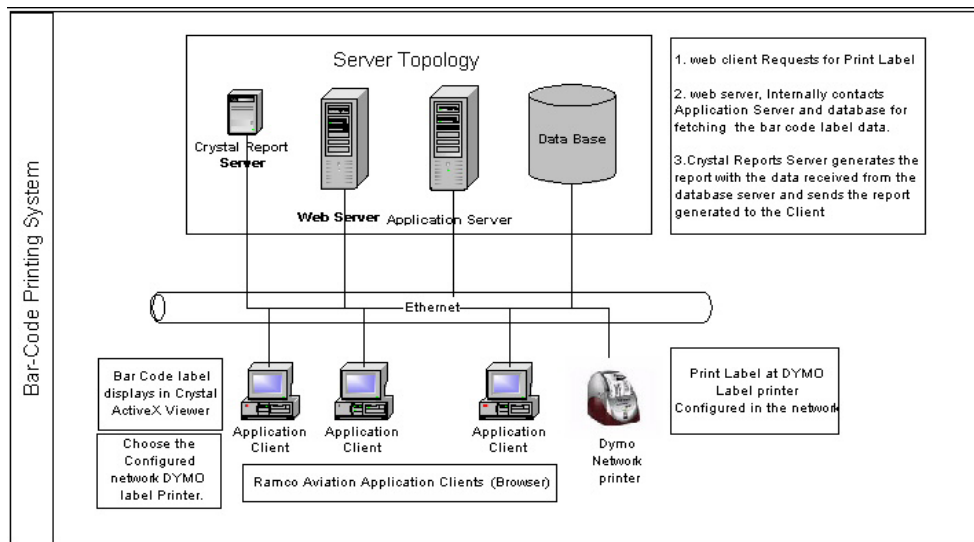 Bar-Code Printing System
Server Topology
Crystal Report
Server
Web Server
Application Server
Data Base
1. web client Requests for Print Label
2. web server, Internally contacts
Application Server and database for
fetching the bar code label data.
3.Crystal Reports Server generates the
report with the data received from the
database server and sends the report
generated to the Client
Ethernet
Bar Code label
displays in Crystal
ActiveX Viewer
Choose the
Configured
network DYMO
label Printer.
Application
Client
Application
Client
Application
Client
Dymo
Network
printer
Print Label at DYMO
Label printer
Configured in the network
Ramco Aviation Application Clients (Browser)